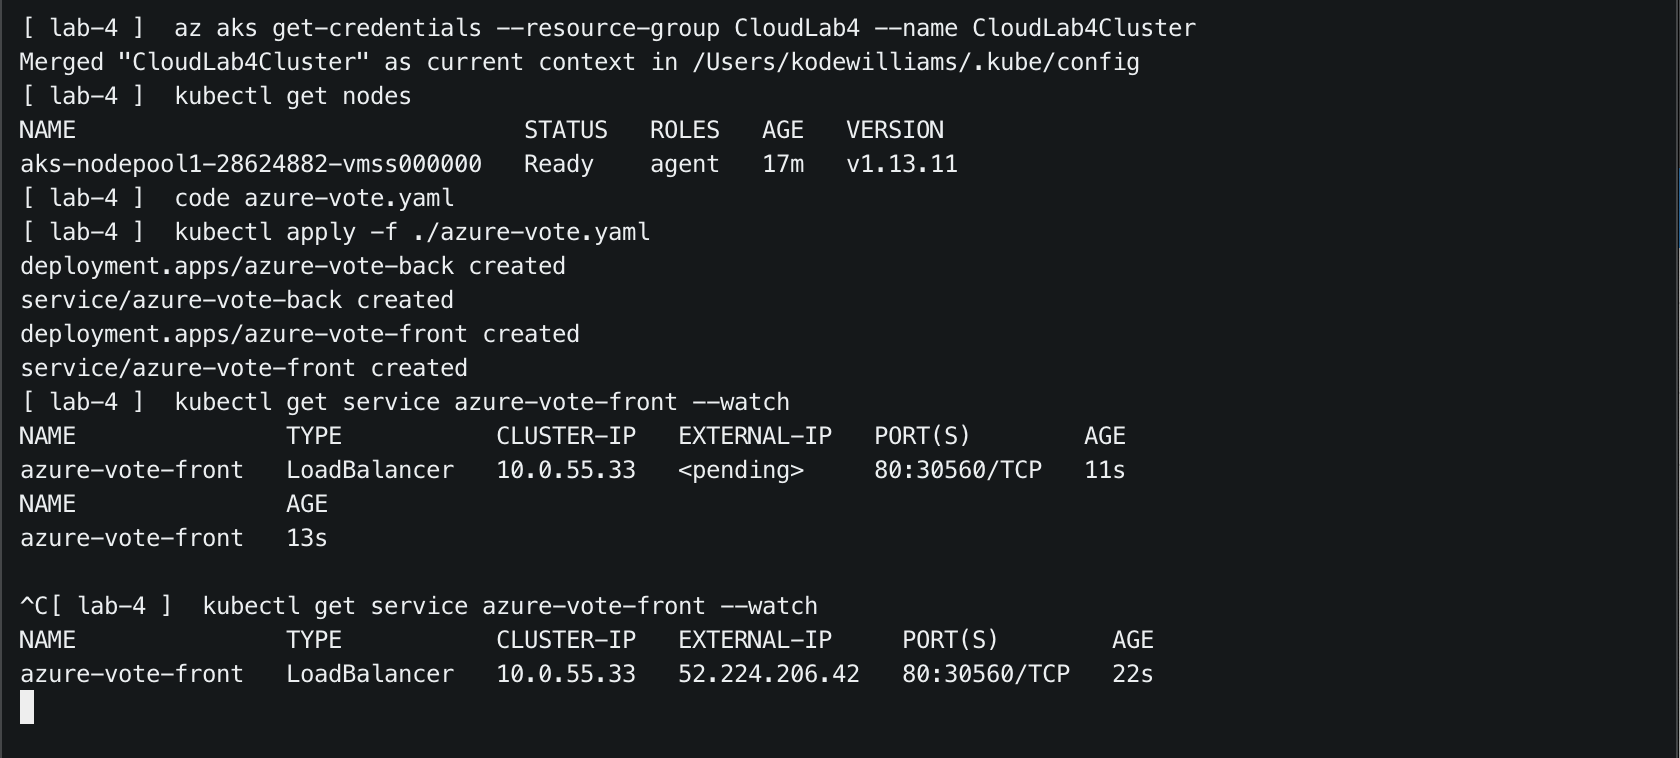 [ lab-4 ]  az aks get-credentials --resource-group CloudLab4 --name CloudLab4Cluster
Merged "CloudLab4Cluster" as current context in /Users/kodewilliams/.kube/config
[ lab-4 ]  kubectl get nodes
NAME                                STATUS   ROLES   AGE   VERSION
aks-nodepool1-28624882-vmss000000   Ready    agent   17m   v1.13.11
[ lab-4 ]  code azure-vote.yaml
[ lab-4 ]  kubectl apply -f ./azure-vote.yaml
deployment.apps/azure-vote-back created
service/azure-vote-back created
deployment.apps/azure-vote-front created
service/azure-vote-front created
[ lab-4 ]  kubectl get service azure-vote-front --watch
NAME               TYPE           CLUSTER-IP   EXTERNAL-IP   PORT(S)        AGE
azure-vote-front   LoadBalancer   10.0.55.33   <pending>     80:30560/TCP   11s
NAME               AGE
azure-vote-front   13s

^C[ lab-4 ]  kubectl get service azure-vote-front --watch
NAME               TYPE           CLUSTER-IP   EXTERNAL-IP     PORT(S)        AGE
azure-vote-front   LoadBalancer   10.0.55.33   52.224.206.42   80:30560/TCP   22s